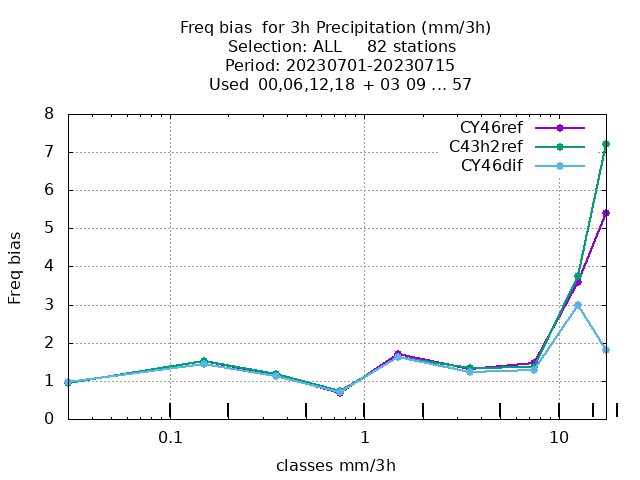 Freq bias  for 3h Precipitation (mm/3h)
Selection: ALL     82 stations
Period: 20230701-20230715
Used  00,06,12,18  + 03 09 ... 57
CY46ref
C43h2ref
CY46dif
8
7
6
5
4
3
2
1
0
Freq bias
0.1 1 10
classes mm/3h